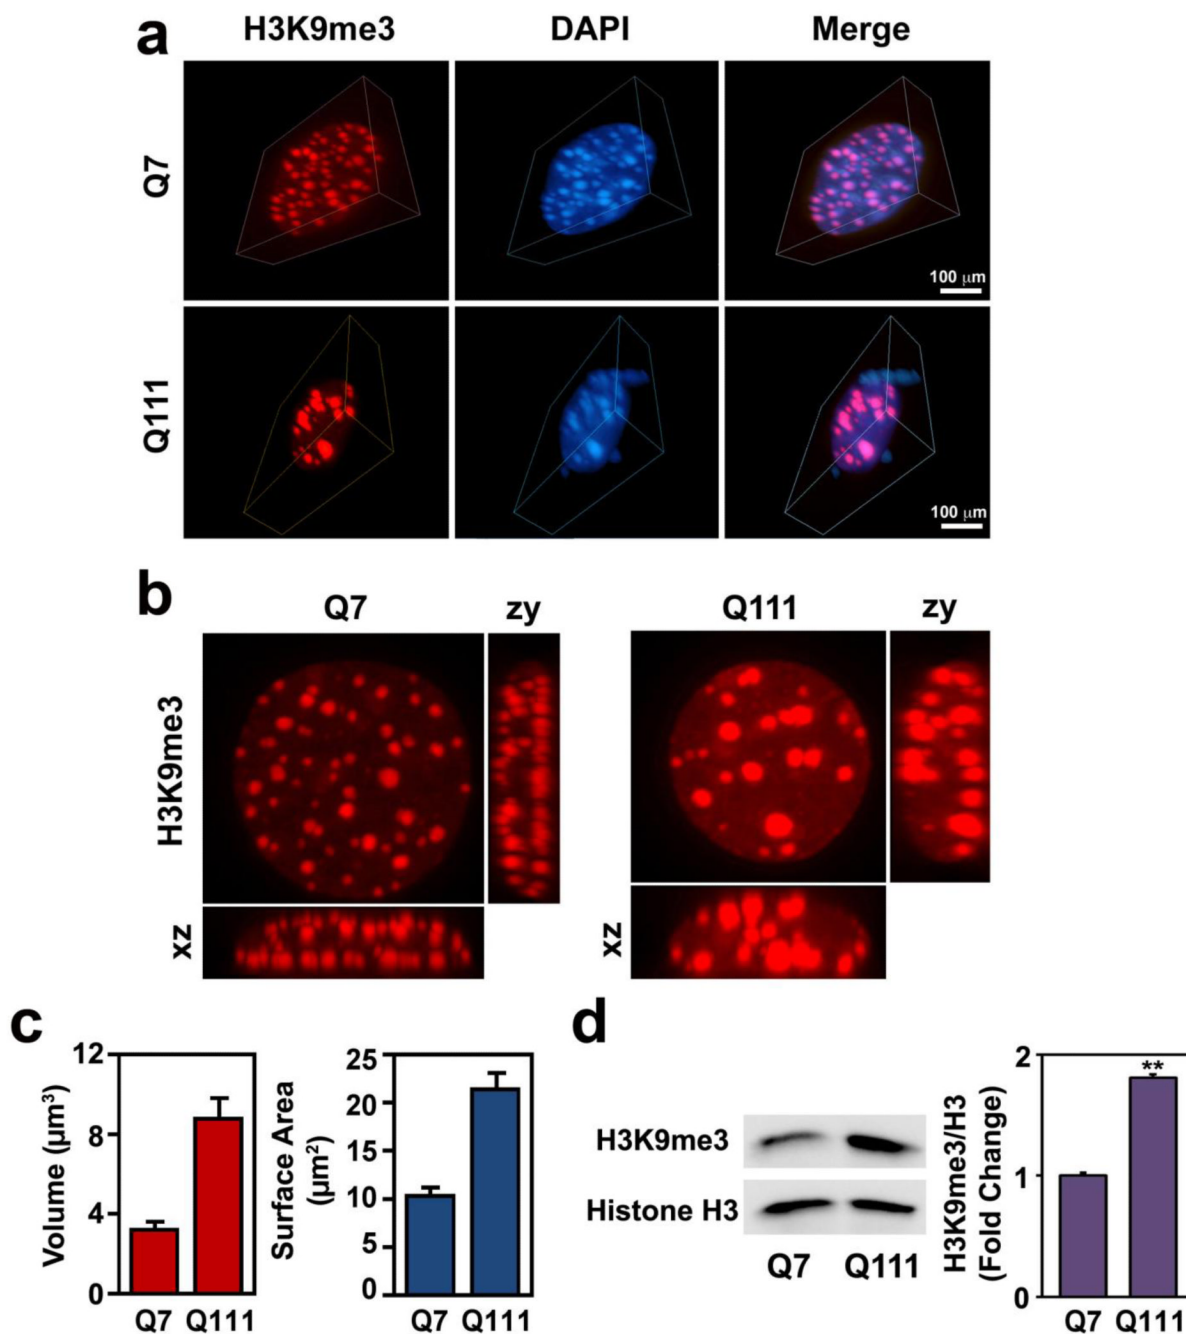 a
H3K9me3 DAPI Merge
Q7
100 µm
Q111
100 µm
b
Q7 zy Q111 zy
H3K9me3
xz xz
c
Volume (µm³)
12
8
4
0
Q7 Q111
Surface Area
(µm²)
25
20
15
10
5
0
Q7 Q111
d
H3K9me3
Histone H3
Q7 Q111
H3K9me3/H3
(Fold Change)
2
1
0
**
Q7 Q111